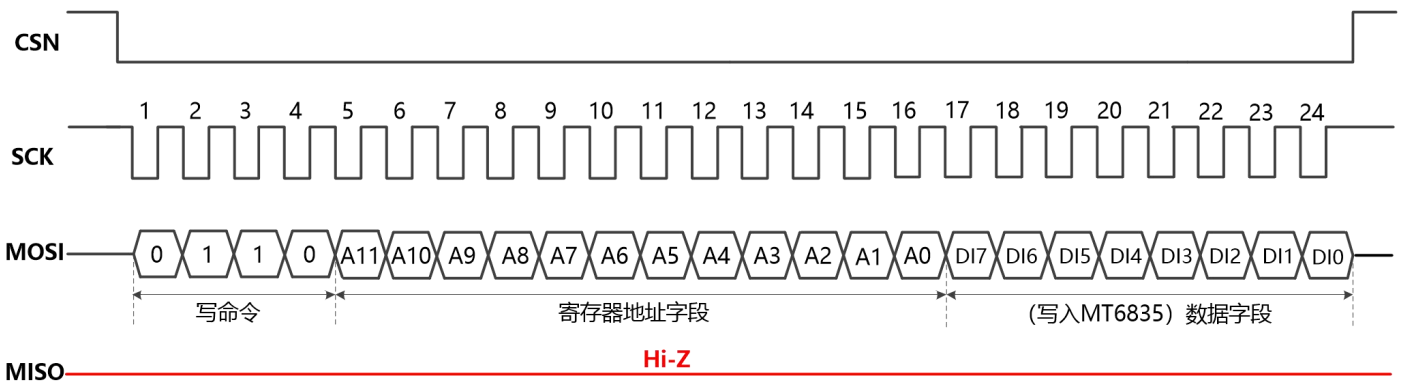 CSN
1 2 3 4 5 6 7 8 9 10 11 12 13 14 15 16 17 18 19 20 21 22 23 24
SCK
MOSI 0 1 1 0 A11 A10 A9 A8 A7 A6 A5 A4 A3 A2 A1 A0 DI7 DI6 DI5 DI4 DI3 DI2 DI1 DI0
写命令 寄存器地址字段 （写入MT6835）数据字段
Hi-Z
MISO